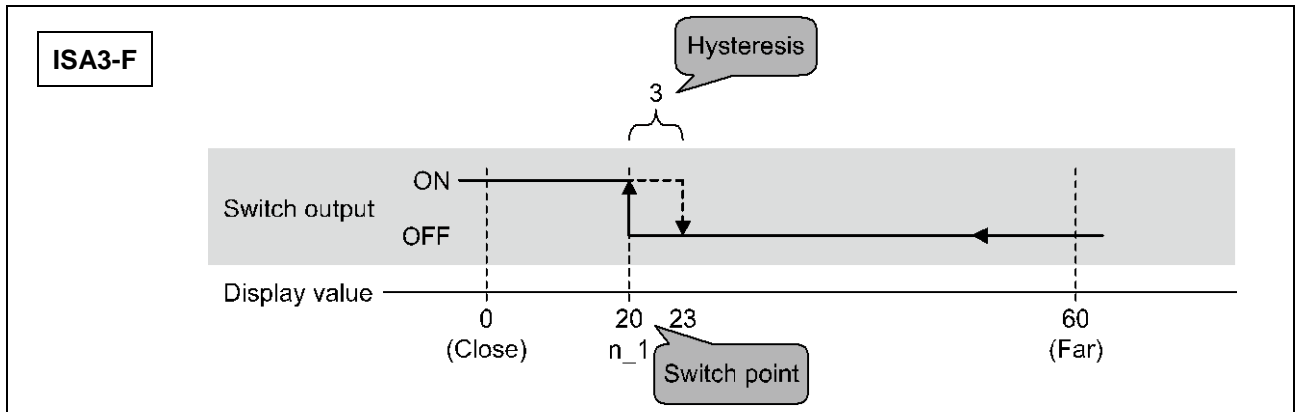 ISA3-F
Hysteresis
3
ON
Switch output
OFF
Display value
0 20 23 60
(Close) n_1 (Far)
Switch point